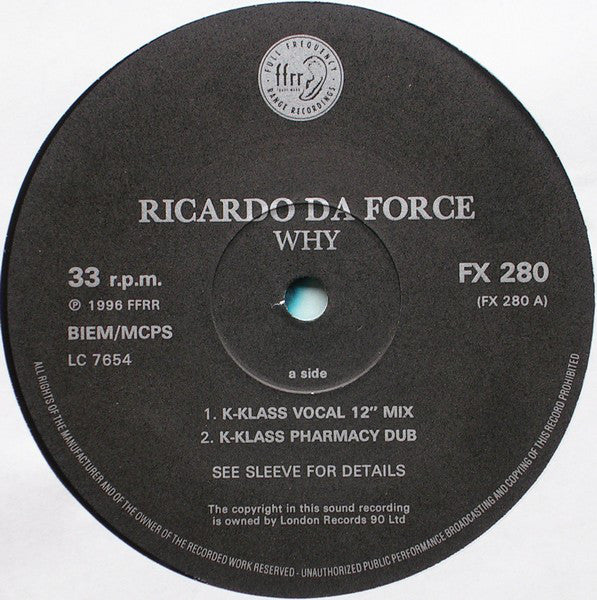 FULL FREQUENCY
ffrr
RANGE RECORDINGS
RICARDO DA FORCE
WHY
33 r.p.m.
℗ 1996 FFRR
BIEM/MCPS
LC 7654
FX 280
(FX 280 A)
a side
1. K-KLASS VOCAL 12” MIX
2. K-KLASS PHARMACY DUB
SEE SLEEVE FOR DETAILS
The copyright in this sound recording
is owned by London Records 90 Ltd
ALL RIGHTS OF THE MANUFACTURER AND OF THE OWNER OF THE RECORDED WORK RESERVED - UNAUTHORIZED PUBLIC PERFORMANCE BROADCASTING AND COPYING OF THIS RECORD PROHIBITED